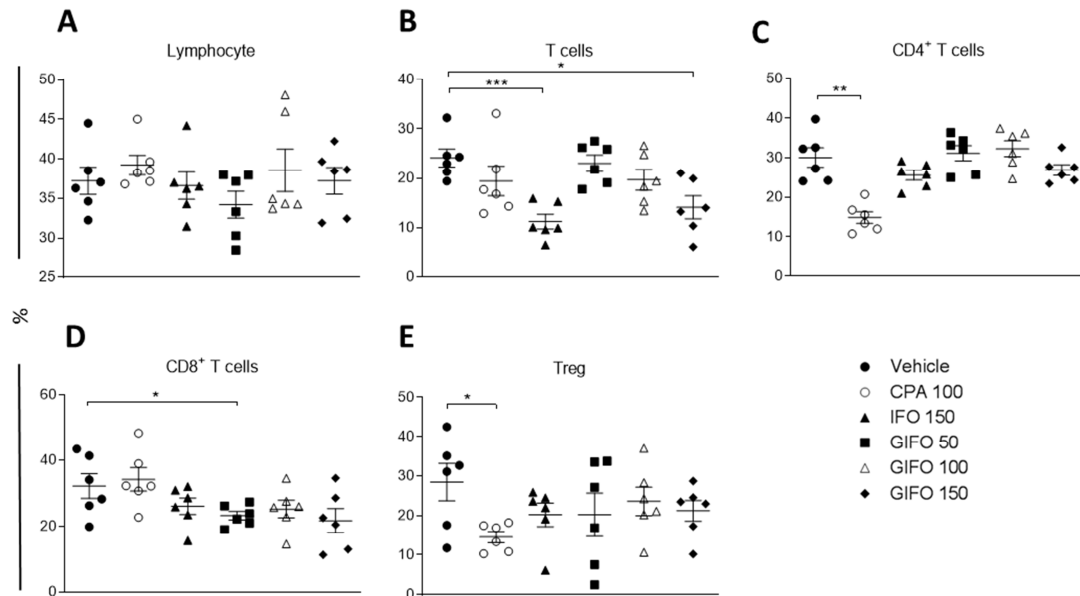 A
Lymphocyte
50
45
40
35
30
25
B
T cells
*
***
40
30
20
10
0
C
CD4+ T cells
**
50
40
30
20
10
0
%
D
CD8+ T cells
*
60
40
20
0
E
Treg
*
50
40
30
20
10
0
Vehicle
CPA 100
IFO 150
GIFO 50
GIFO 100
GIFO 150